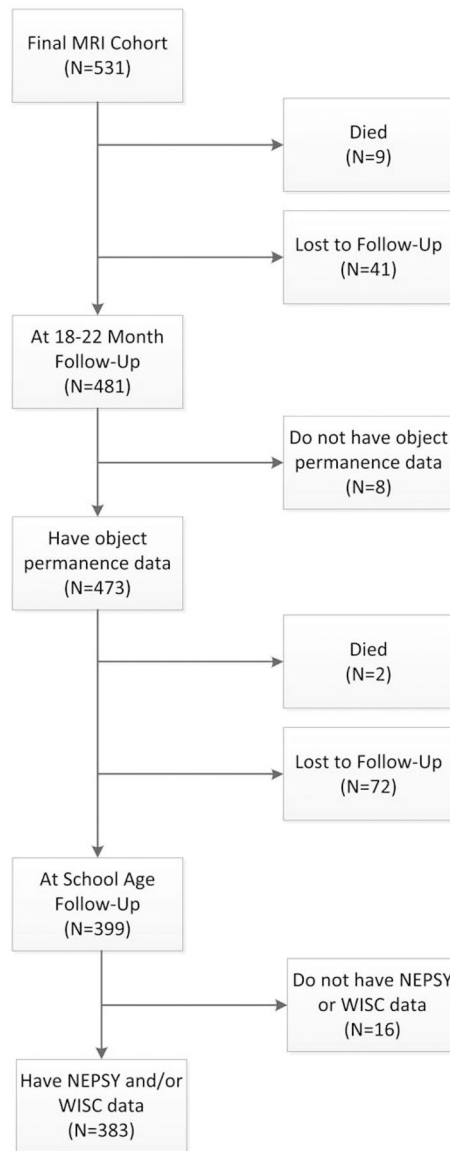 Final MRI Cohort
(N=531)
Died
(N=9)
Lost to Follow-Up
(N=41)
At 18-22 Month
Follow-Up
(N=481)
Do not have object
permanence data
(N=8)
Have object
permanence data
(N=473)
Died
(N=2)
Lost to Follow-Up
(N=72)
At School Age
Follow-Up
(N=399)
Do not have NEPSY
or WISC data
(N=16)
Have NEPSY and/or
WISC data
(N=383)